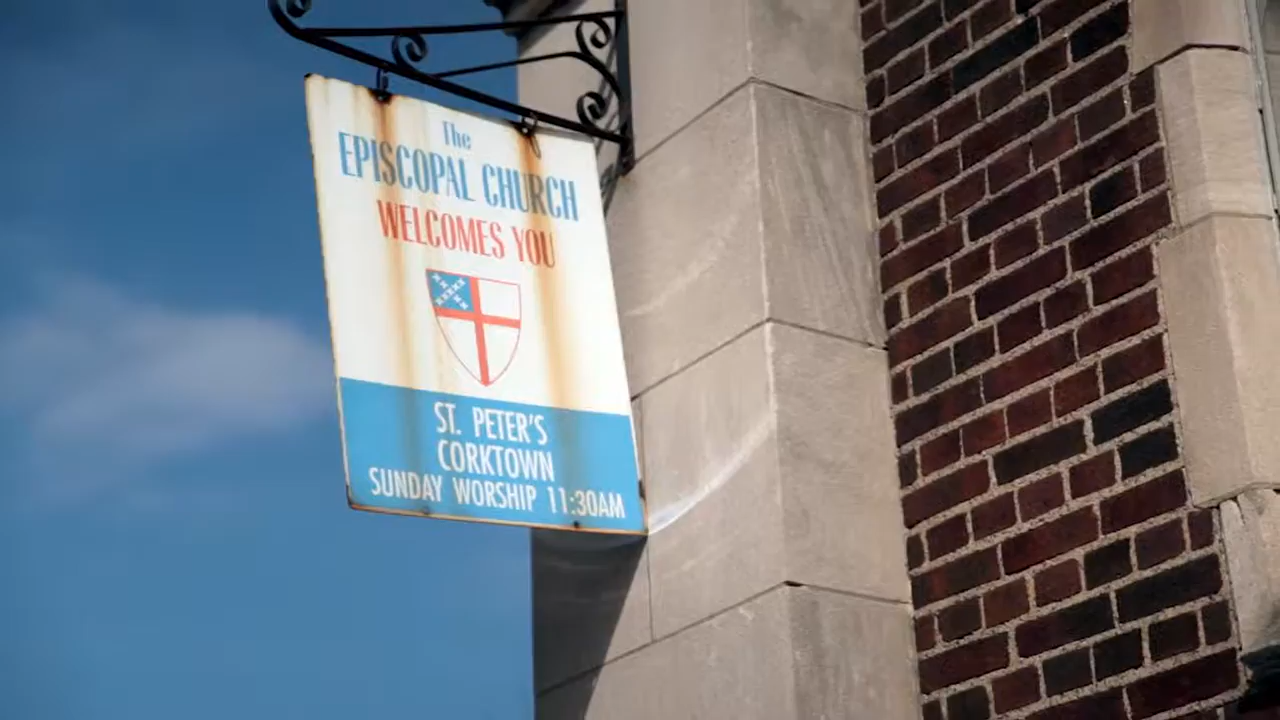 The
EPISCOPAL CHURCH
WELCOMES YOU
ST. PETER'S
CORKTOWN
SUNDAY WORSHIP 11:30AM